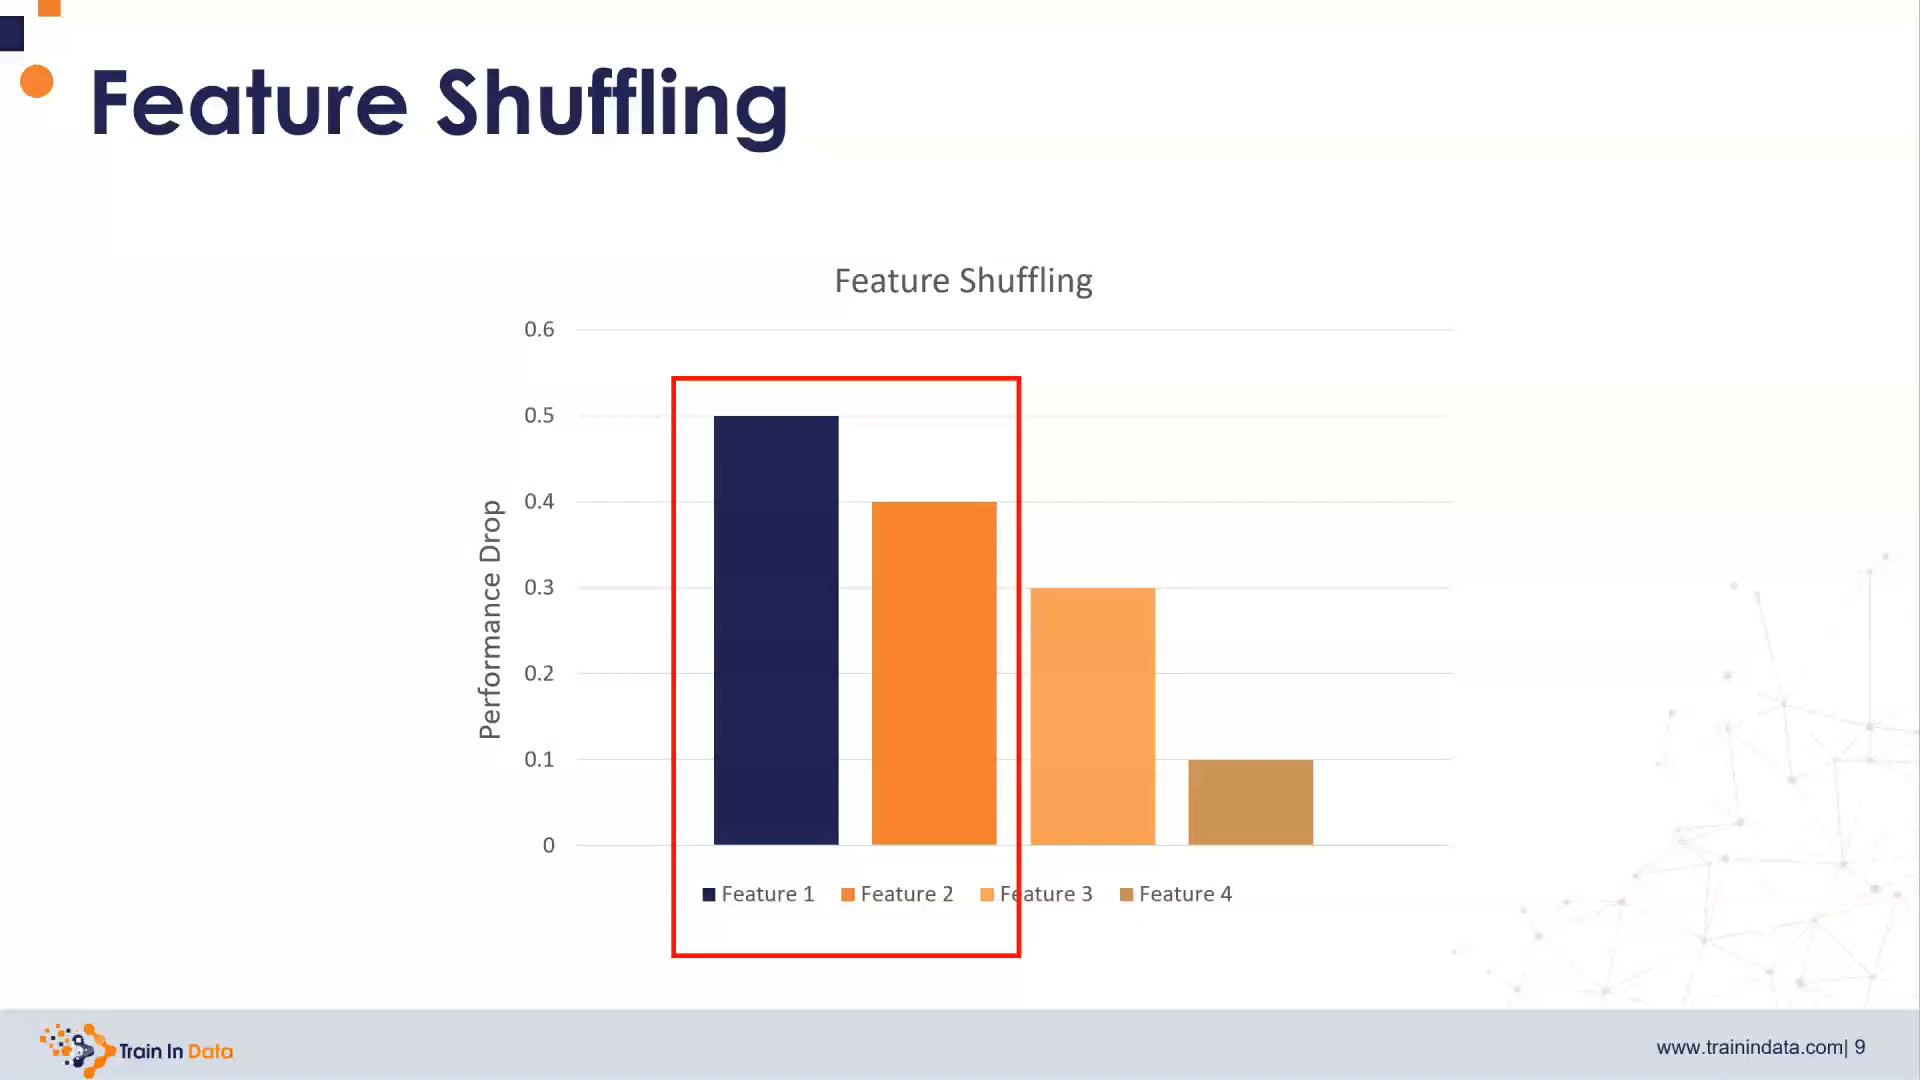 Feature Shuffling
Feature Shuffling
0.6
0.5
0.4
0.3
0.2
0.1
0
Performance Drop
Feature 1 Feature 2 Feature 3 Feature 4
Train In Data
www.trainindata.com| 9